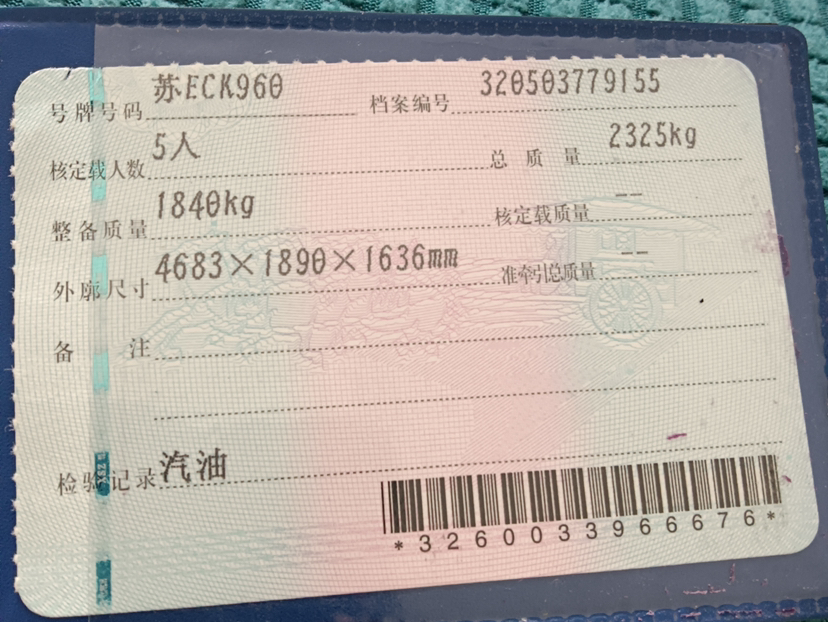 号牌号码 苏ECK960 档案编号 320503779155
核定载人数 5人 总质量 2325kg
整备质量 1840kg 核定载质量 --
外廓尺寸 4683×1890×1636mm 准牵引总质量 --
备注
检验记录 汽油
*3260033966676*